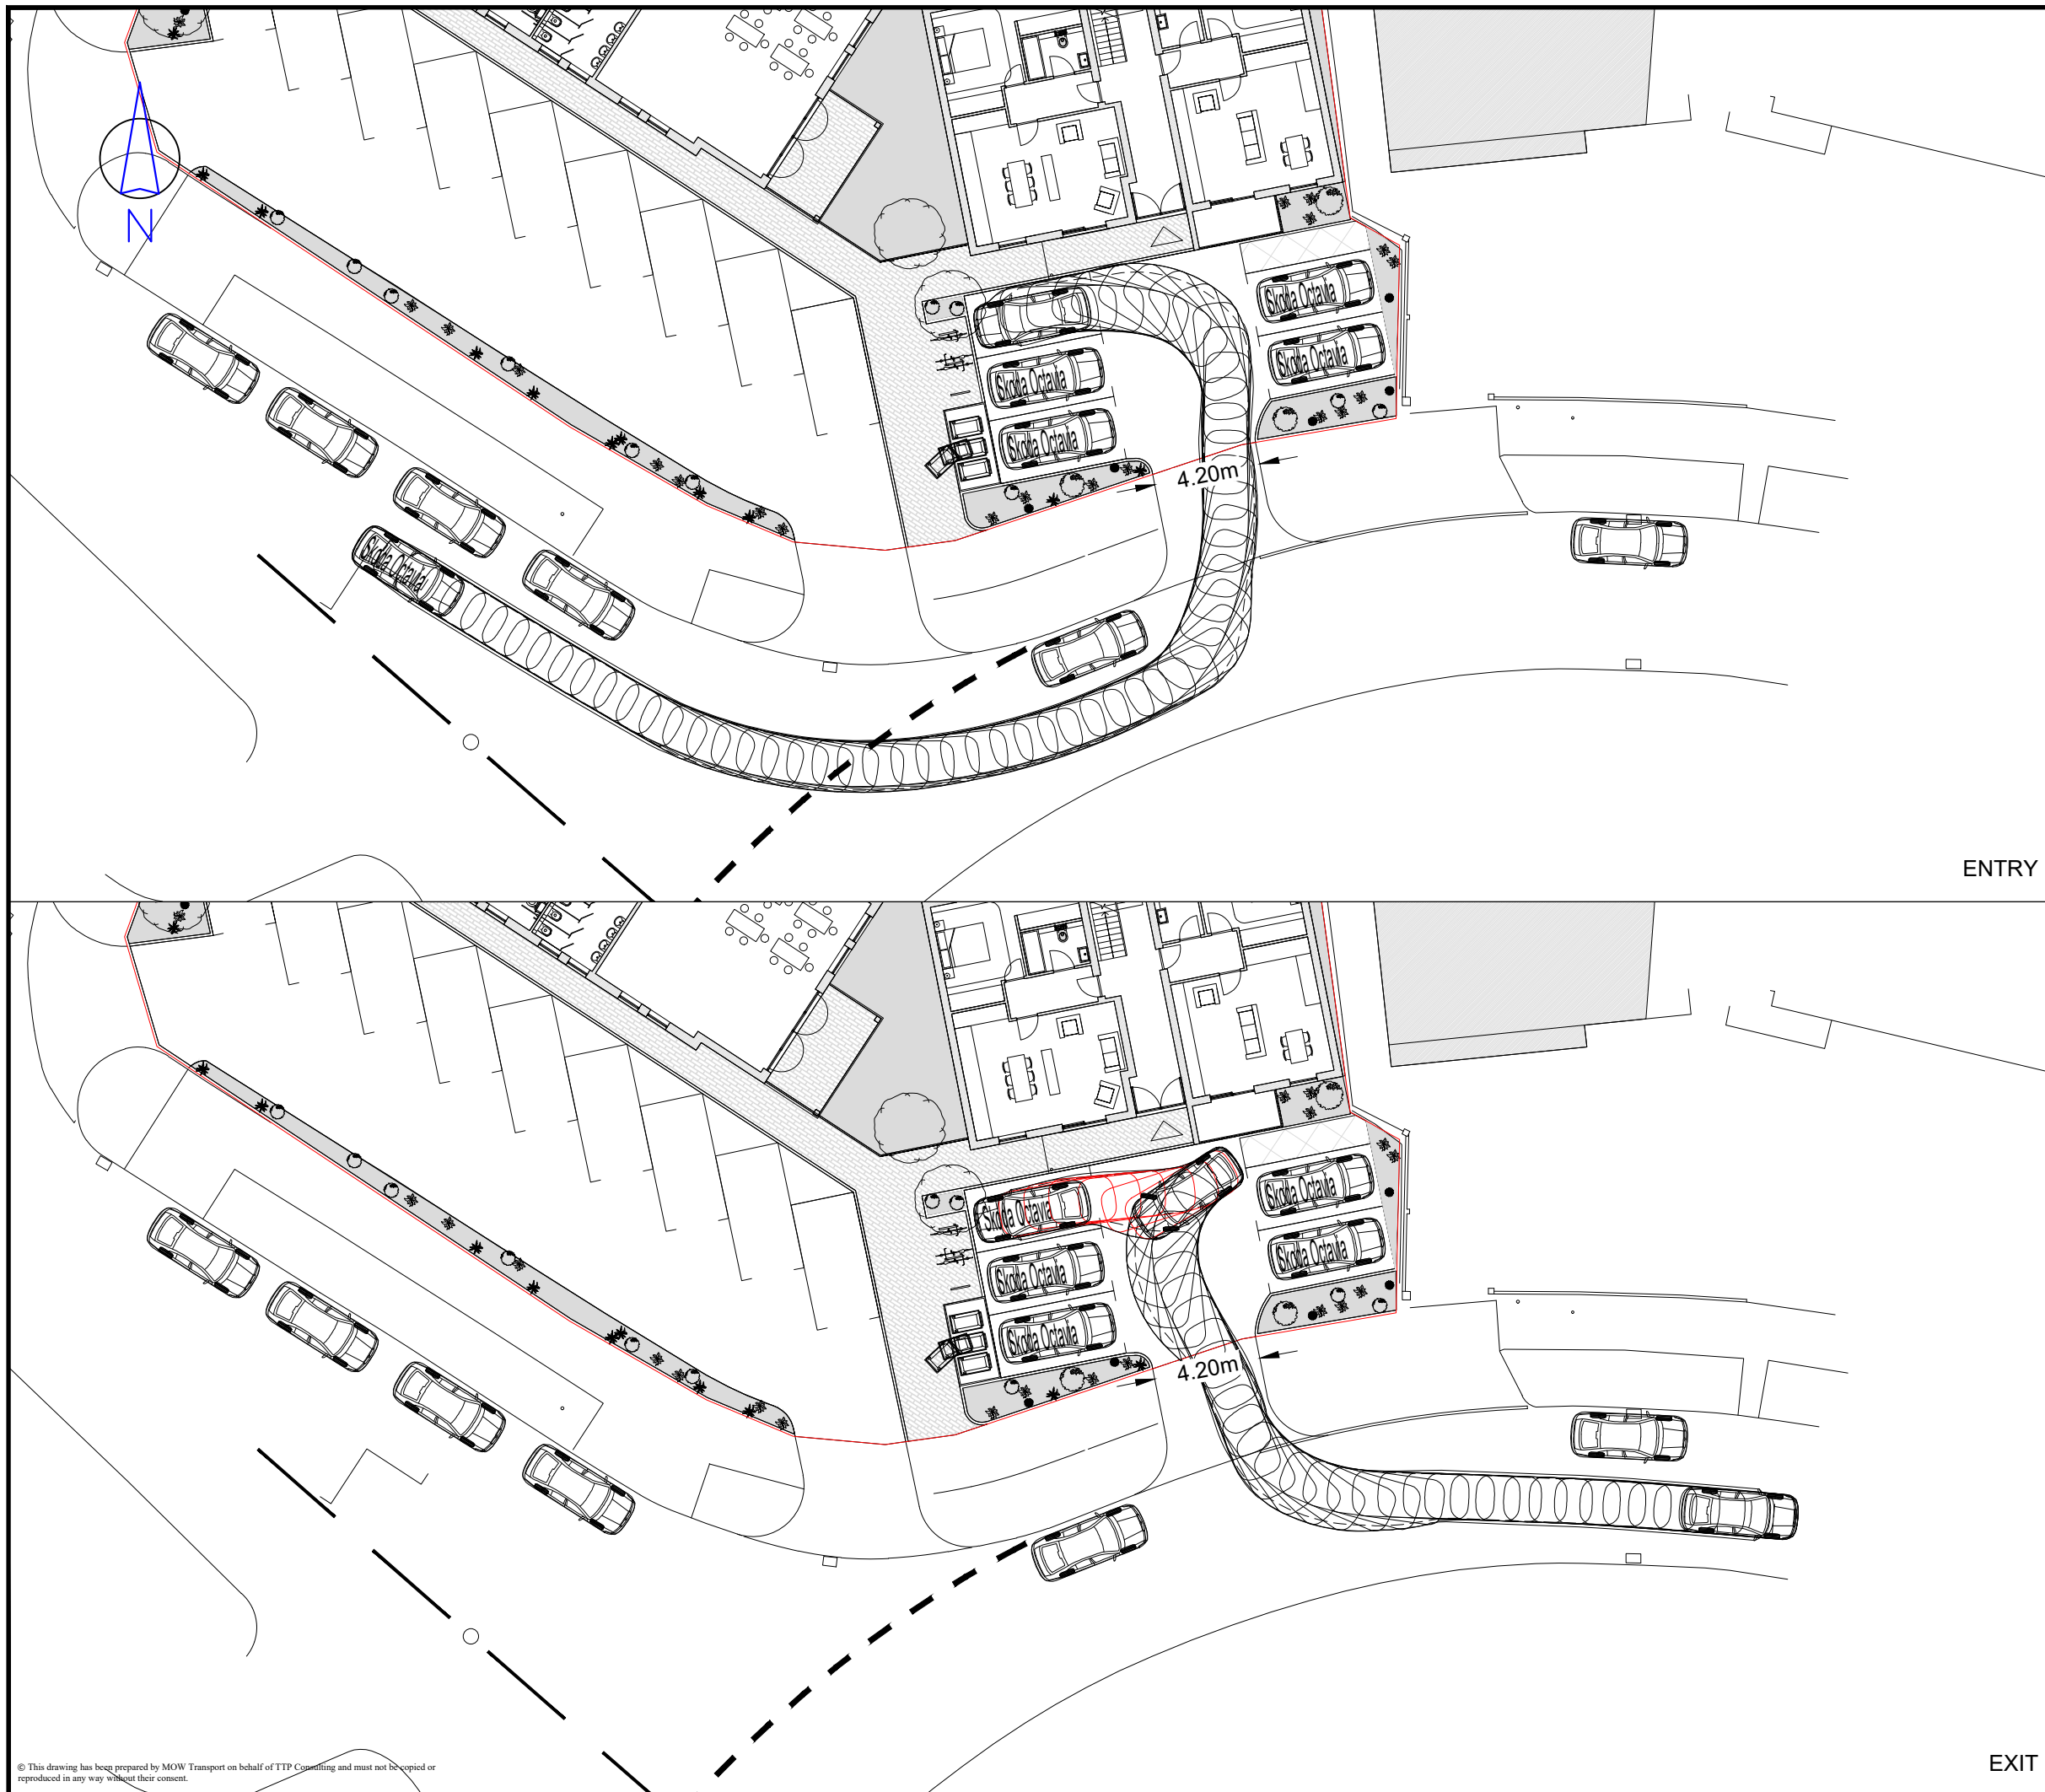 N
Skoda Octavia
Skoda Octavia
Skoda Octavia
Skoda Octavia
4.20m
Skoda Octavia
ENTRY
Skoda Octavia
Skoda Octavia
Skoda Octavia
Skoda Octavia
Skoda Octavia
4.20m
EXIT
© This drawing has been prepared by MOW Transport on behalf of TTP Consulting and must not be copied or
reproduced in any way without their consent.